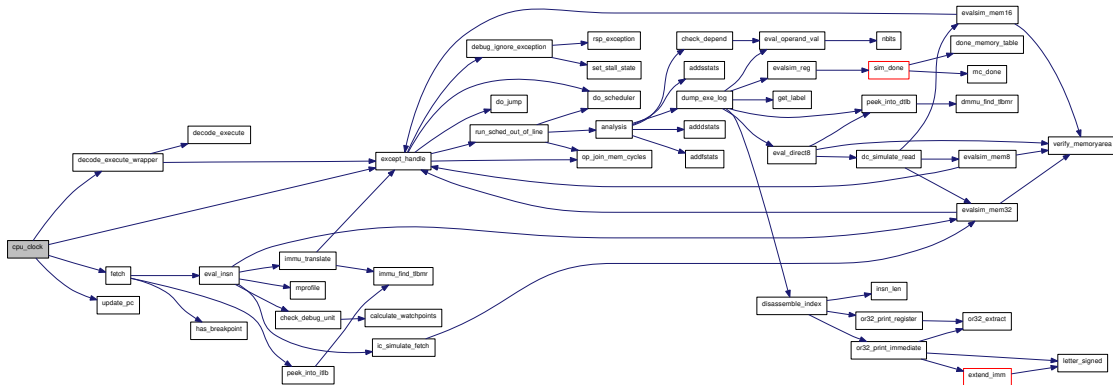 evalsim_mem16
done_memory_table
mc_done
rsp_exception
check_depend
eval_operand_val
nbits
debug_ignore_exception
set_stall_state
addsstats
evalsim_reg
sim_done
do_scheduler
dump_exe_log
get_label
peek_into_dtlb
dmmu_find_tlbmr
do_jump
decode_execute
run_sched_out_of_line
analysis
adddstats
verify_memoryarea
decode_execute_wrapper
except_handle
op_join_mem_cycles
addfstats
eval_direct8
dc_simulate_read
evalsim_mem8
evalsim_mem32
cpu_clock
immu_translate
fetch
eval_insn
immu_find_tlbmr
mprofile
update_pc
disassemble_index
insn_len
has_breakpoint
check_debug_unit
calculate_watchpoints
or32_print_register
or32_extract
ic_simulate_fetch
or32_print_immediate
letter_signed
peek_into_itlb
extend_imm